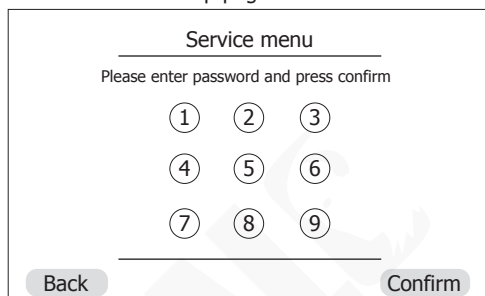 Service menu
Please enter password and press confirm
1 2 3
4 5 6
7 8 9
Back Confirm